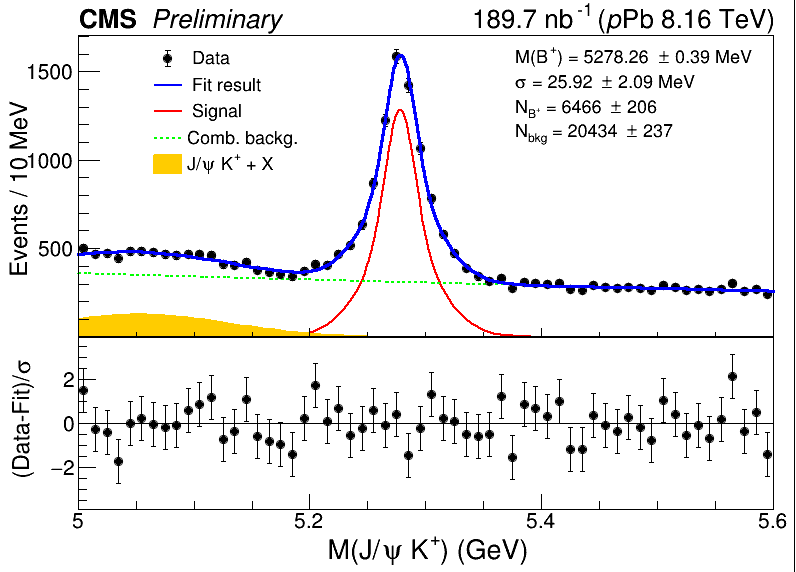 CMS Preliminary 189.7 nb⁻¹ (pPb 8.16 TeV)
Events / 10 MeV
1500
1000
500
Data
Fit result
Signal
Comb. backg.
J/ψ K⁺ + X
M(B⁺) = 5278.26 ± 0.39 MeV
σ = 25.92 ± 2.09 MeV
N_B⁺ = 6466 ± 206
N_bkg = 20434 ± 237
(Data-Fit)/σ
2
0
−2
5 5.2 5.4 5.6
M(J/ψ K⁺) (GeV)